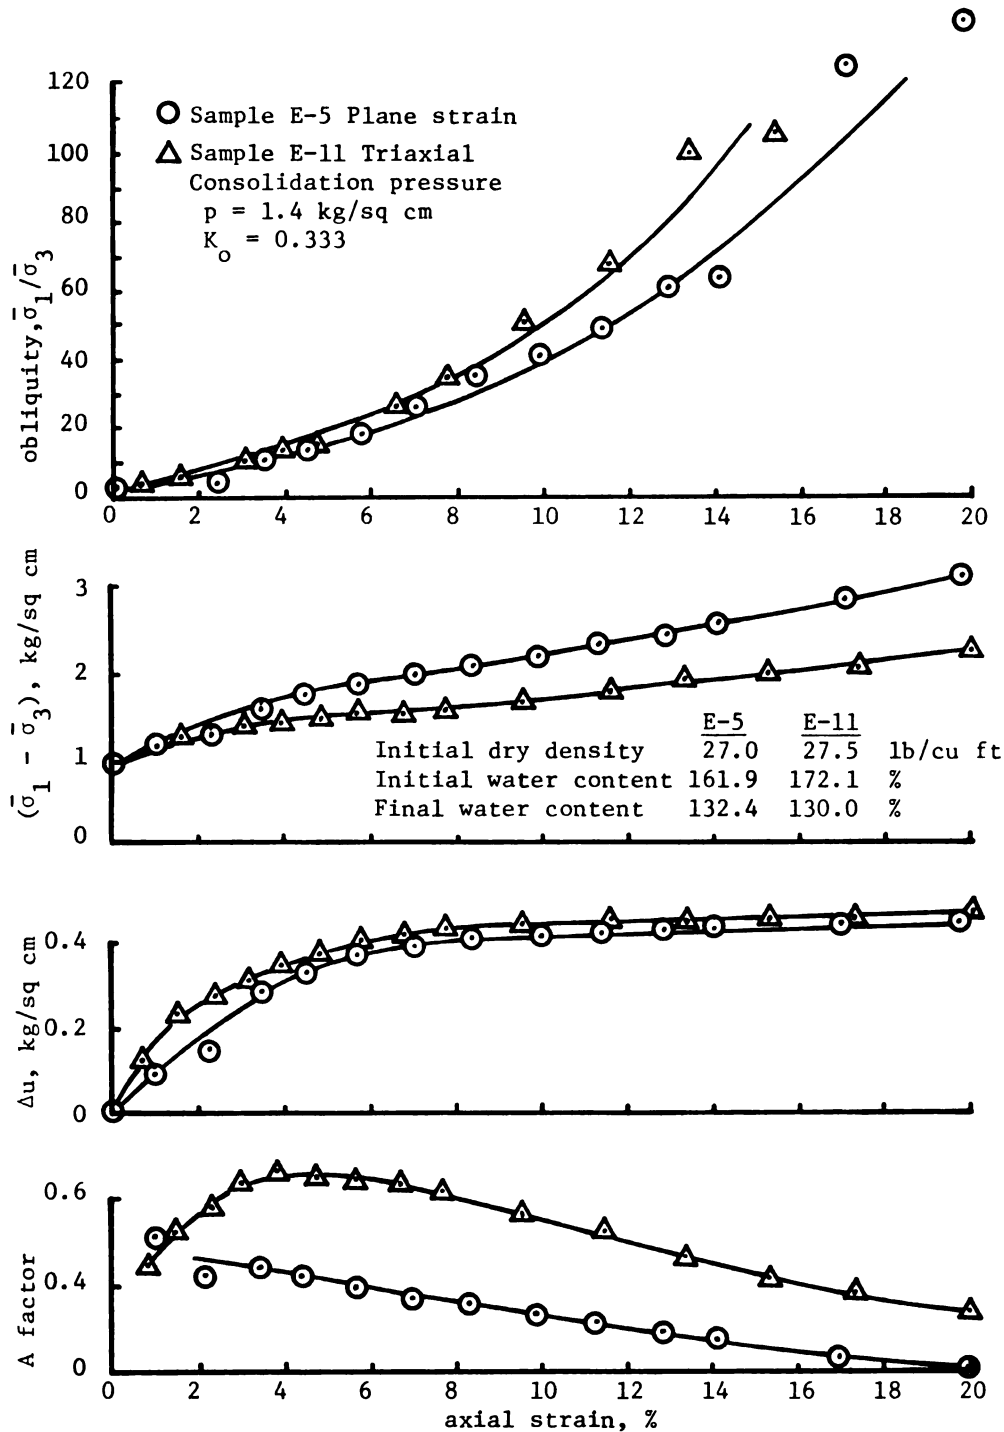 120
100
80
60
40
20
0
obliquity, σ̄1/σ̄3
Sample E-5 Plane strain
Sample E-11 Triaxial
Consolidation pressure
p = 1.4 kg/sq cm
Ko = 0.333
0 2 4 6 8 10 12 14 16 18 20
3
2
1
0
(σ̄1 - σ̄3), kg/sq cm
E-5 E-11
Initial dry density 27.0 27.5 lb/cu ft
Initial water content 161.9 172.1 %
Final water content 132.4 130.0 %
0.4
0.2
0
Δu, kg/sq cm
0.6
0.4
0
A factor
0 2 4 6 8 10 12 14 16 18 20
axial strain, %